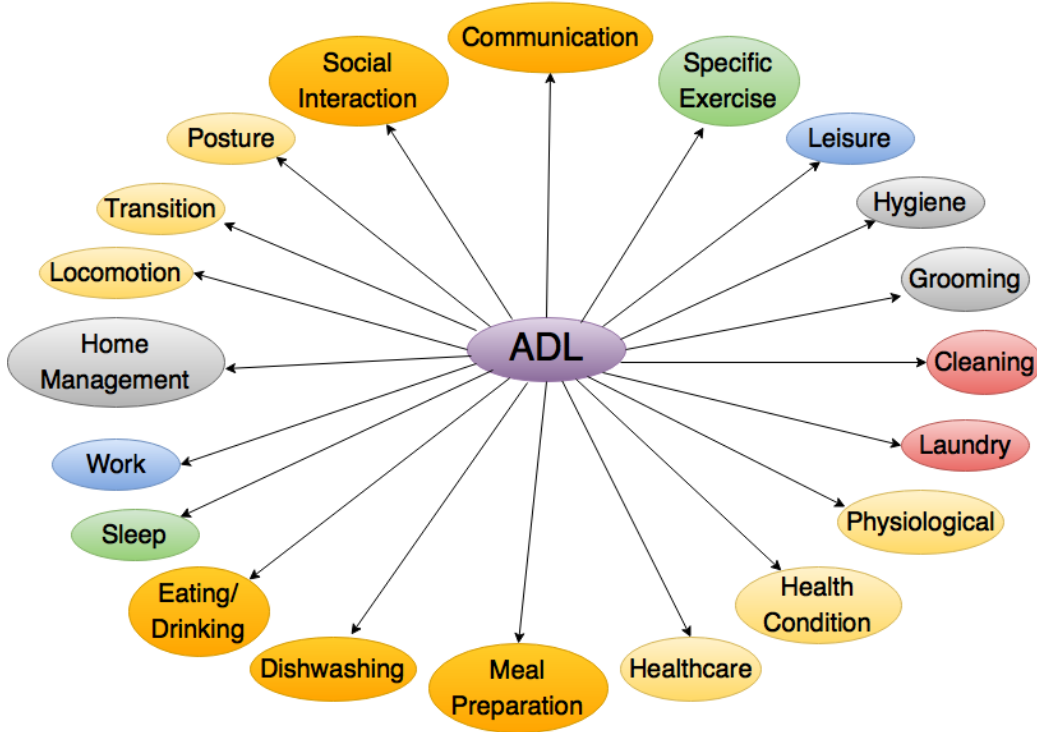 Communication
Social
Interaction
Specific
Exercise
Posture
Leisure
Transition
Hygiene
Locomotion
Grooming
Home
Management
ADL
Cleaning
Work
Laundry
Sleep
Physiological
Eating/
Drinking
Health
Condition
Dishwashing
Meal
Preparation
Healthcare